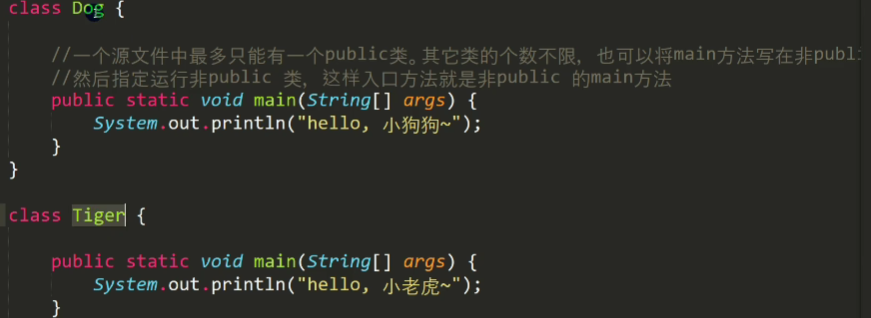 class Dog {
//一个源文件中最多只能有一个public类。其它类的个数不限，也可以将main方法写在非publ
//然后指定运行非public 类，这样入口方法就是非public 的main方法
public static void main(String[] args) {
System.out.println("hello, 小狗狗~");
}
}
class Tiger {
public static void main(String[] args) {
System.out.println("hello, 小老虎~");
}